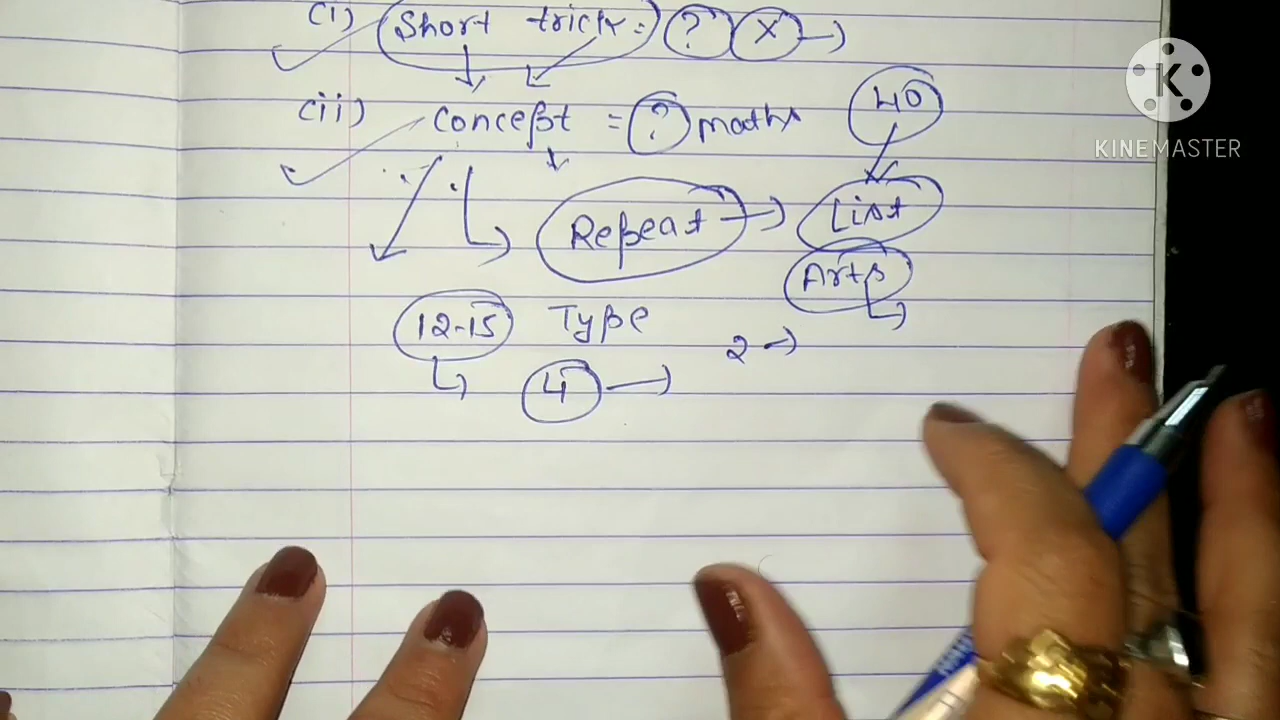 (i) Short trick = ? X →
(ii) Concept = ? maths 40
Repeat → List
Arts
12-15 Type
4 → 2 →
K
KINEMASTER